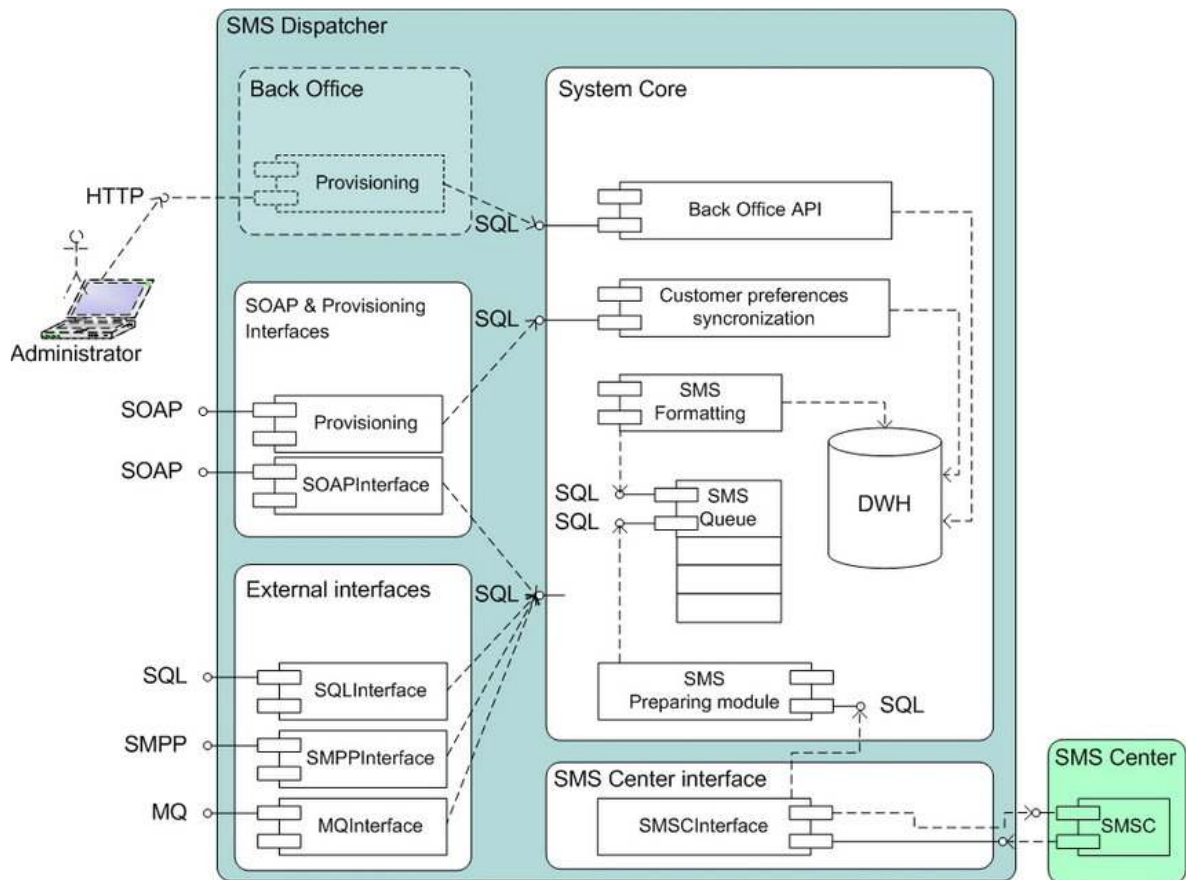 SMS Dispatcher
Back Office
Provisioning
HTTP
Administrator
SOAP & Provisioning
Interfaces
SOAP
Provisioning
SOAP
SOAPInterface
External interfaces
SQL
SQLInterface
SMPP
SMPPInterface
MQ
MQInterface
System Core
SQL
Back Office API
SQL
Customer preferences
syncronization
SMS
Formatting
DWH
SQL
SQL
SMS
Queue
SQL
SMS
Preparing module
SQL
SMS Center interface
SMSCInterface
SMS Center
SMSC